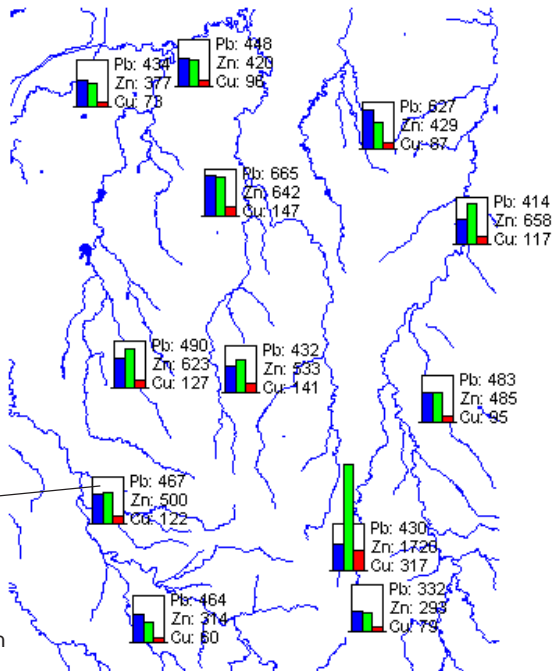 Pb: 434
Zn: 377
Cu: 73
Pb: 448
Zn: 420
Cu: 96
Pb: 627
Zn: 429
Cu: 87
Pb: 665
Zn: 642
Cu: 147
Pb: 414
Zn: 658
Cu: 117
Pb: 490
Zn: 623
Cu: 127
Pb: 432
Zn: 533
Cu: 141
Pb: 483
Zn: 485
Cu: 95
Pb: 467
Zn: 500
Cu: 122
Pb: 430
Zn:
Cu: 317
Pb: 464
Zn: 314
Cu: 60
Pb: 332
Zn: 293
Cu:
n